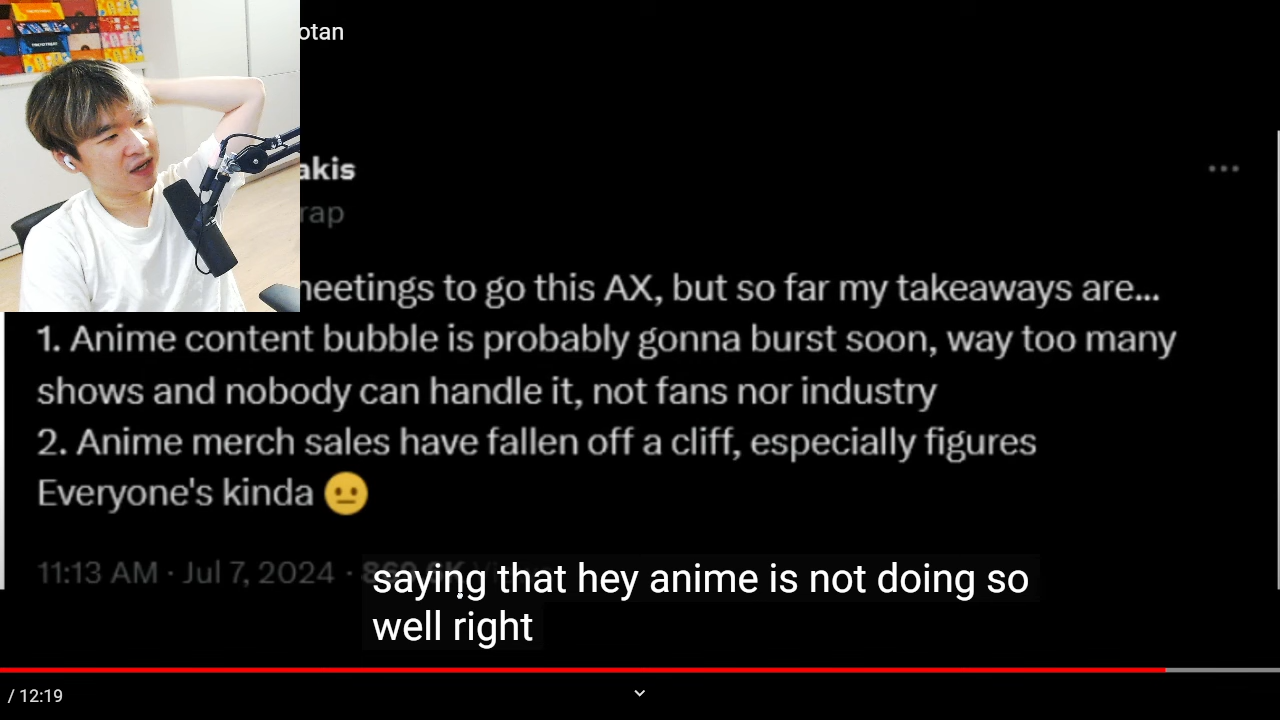 otan
akis
rap
neetings to go this AX, but so far my takeaways are...
1. Anime content bubble is probably gonna burst soon, way too many
shows and nobody can handle it, not fans nor industry
2. Anime merch sales have fallen off a cliff, especially figures
Everyone's kinda 😐
11:13 AM · Jul 7, 2024 ·
saying that hey anime is not doing so
well right
/ 12:19